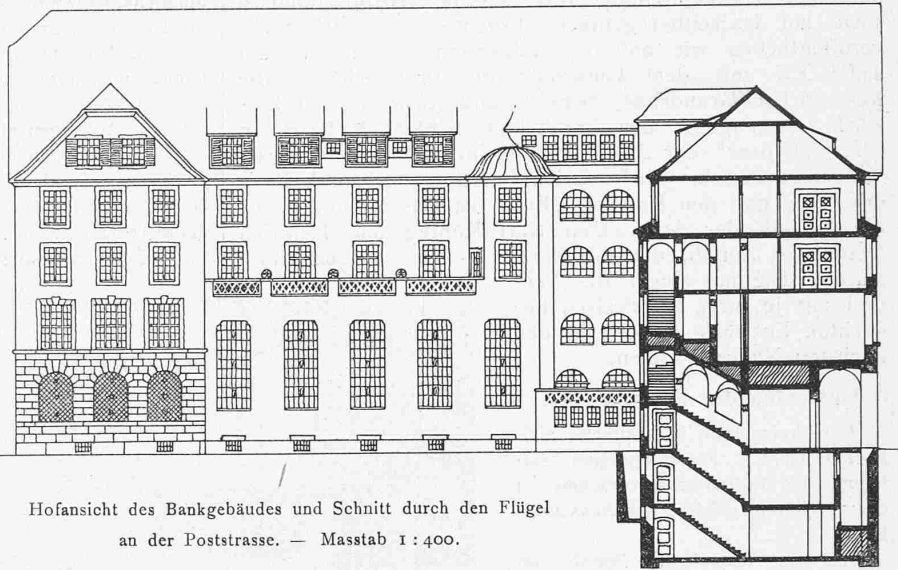 Hofansicht des Bankgebäudes und Schnitt durch den Flügel
an der Poststrasse. — Masstab 1:400.